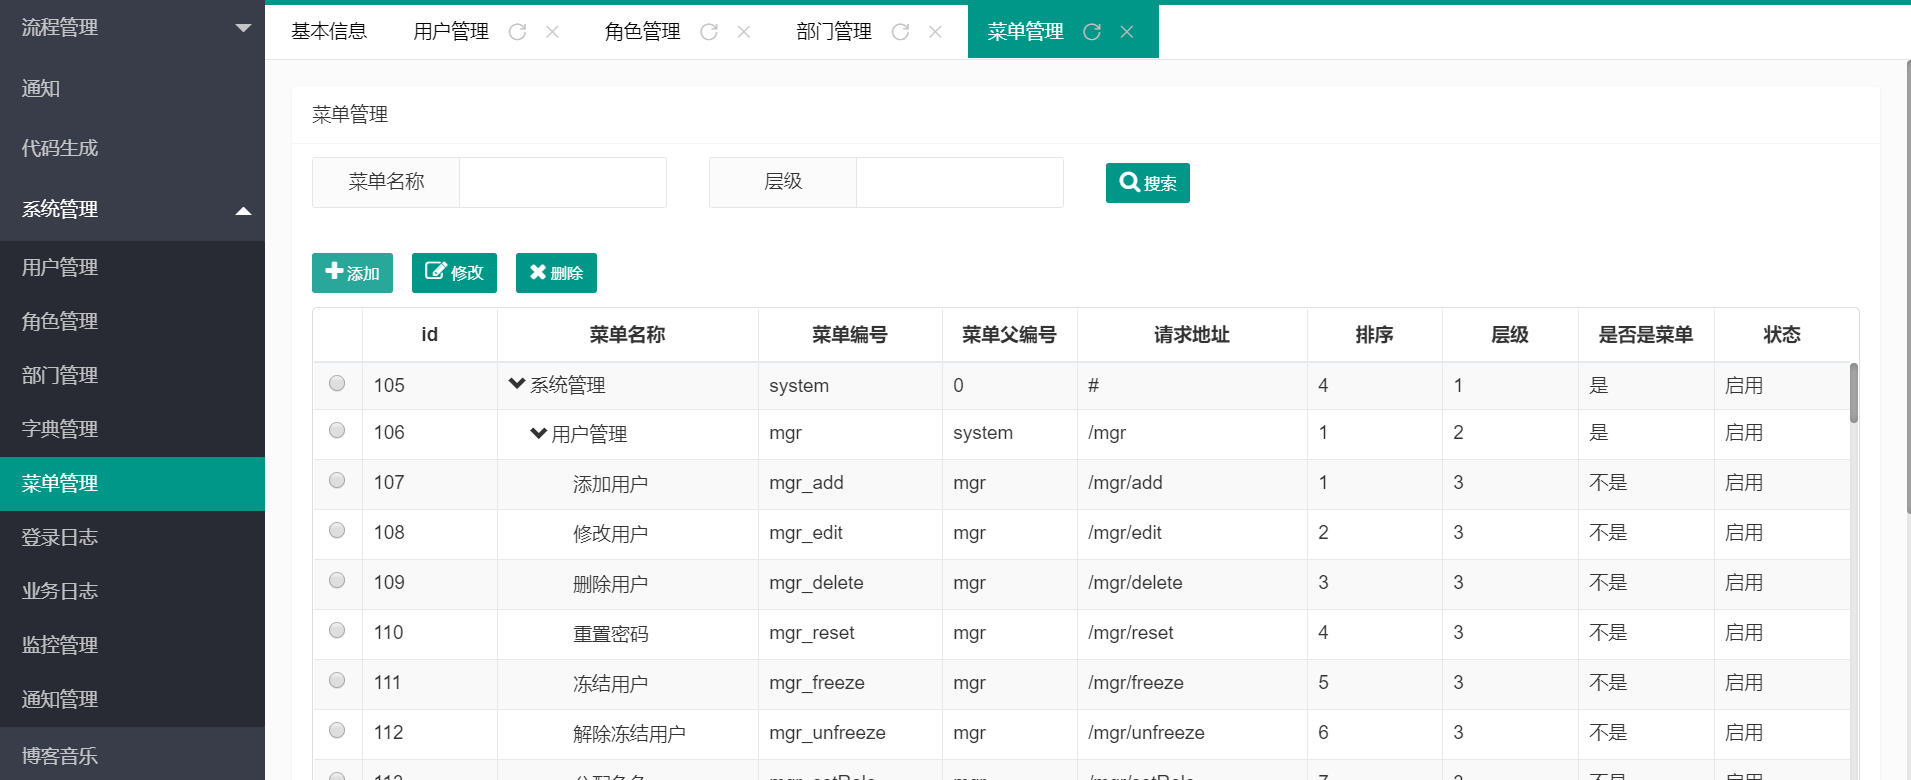 流程管理
通知
代码生成
系统管理
用户管理
角色管理
部门管理
字典管理
菜单管理
登录日志
业务日志
监控管理
通知管理
博客音乐
基本信息 用户管理 角色管理 部门管理 菜单管理
菜单管理
菜单名称 层级 搜索
添加 修改 删除
id 菜单名称 菜单编号 菜单父编号 请求地址 排序 层级 是否是菜单 状态
105 系统管理 system 0 # 4 1 是 启用
106 用户管理 mgr system /mgr 1 2 是 启用
107 添加用户 mgr_add mgr /mgr/add 1 3 不是 启用
108 修改用户 mgr_edit mgr /mgr/edit 2 3 不是 启用
109 删除用户 mgr_delete mgr /mgr/delete 3 3 不是 启用
110 重置密码 mgr_reset mgr /mgr/reset 4 3 不是 启用
111 冻结用户 mgr_freeze mgr /mgr/freeze 5 3 不是 启用
112 解除冻结用户 mgr_unfreeze mgr /mgr/unfreeze 6 3 不是 启用